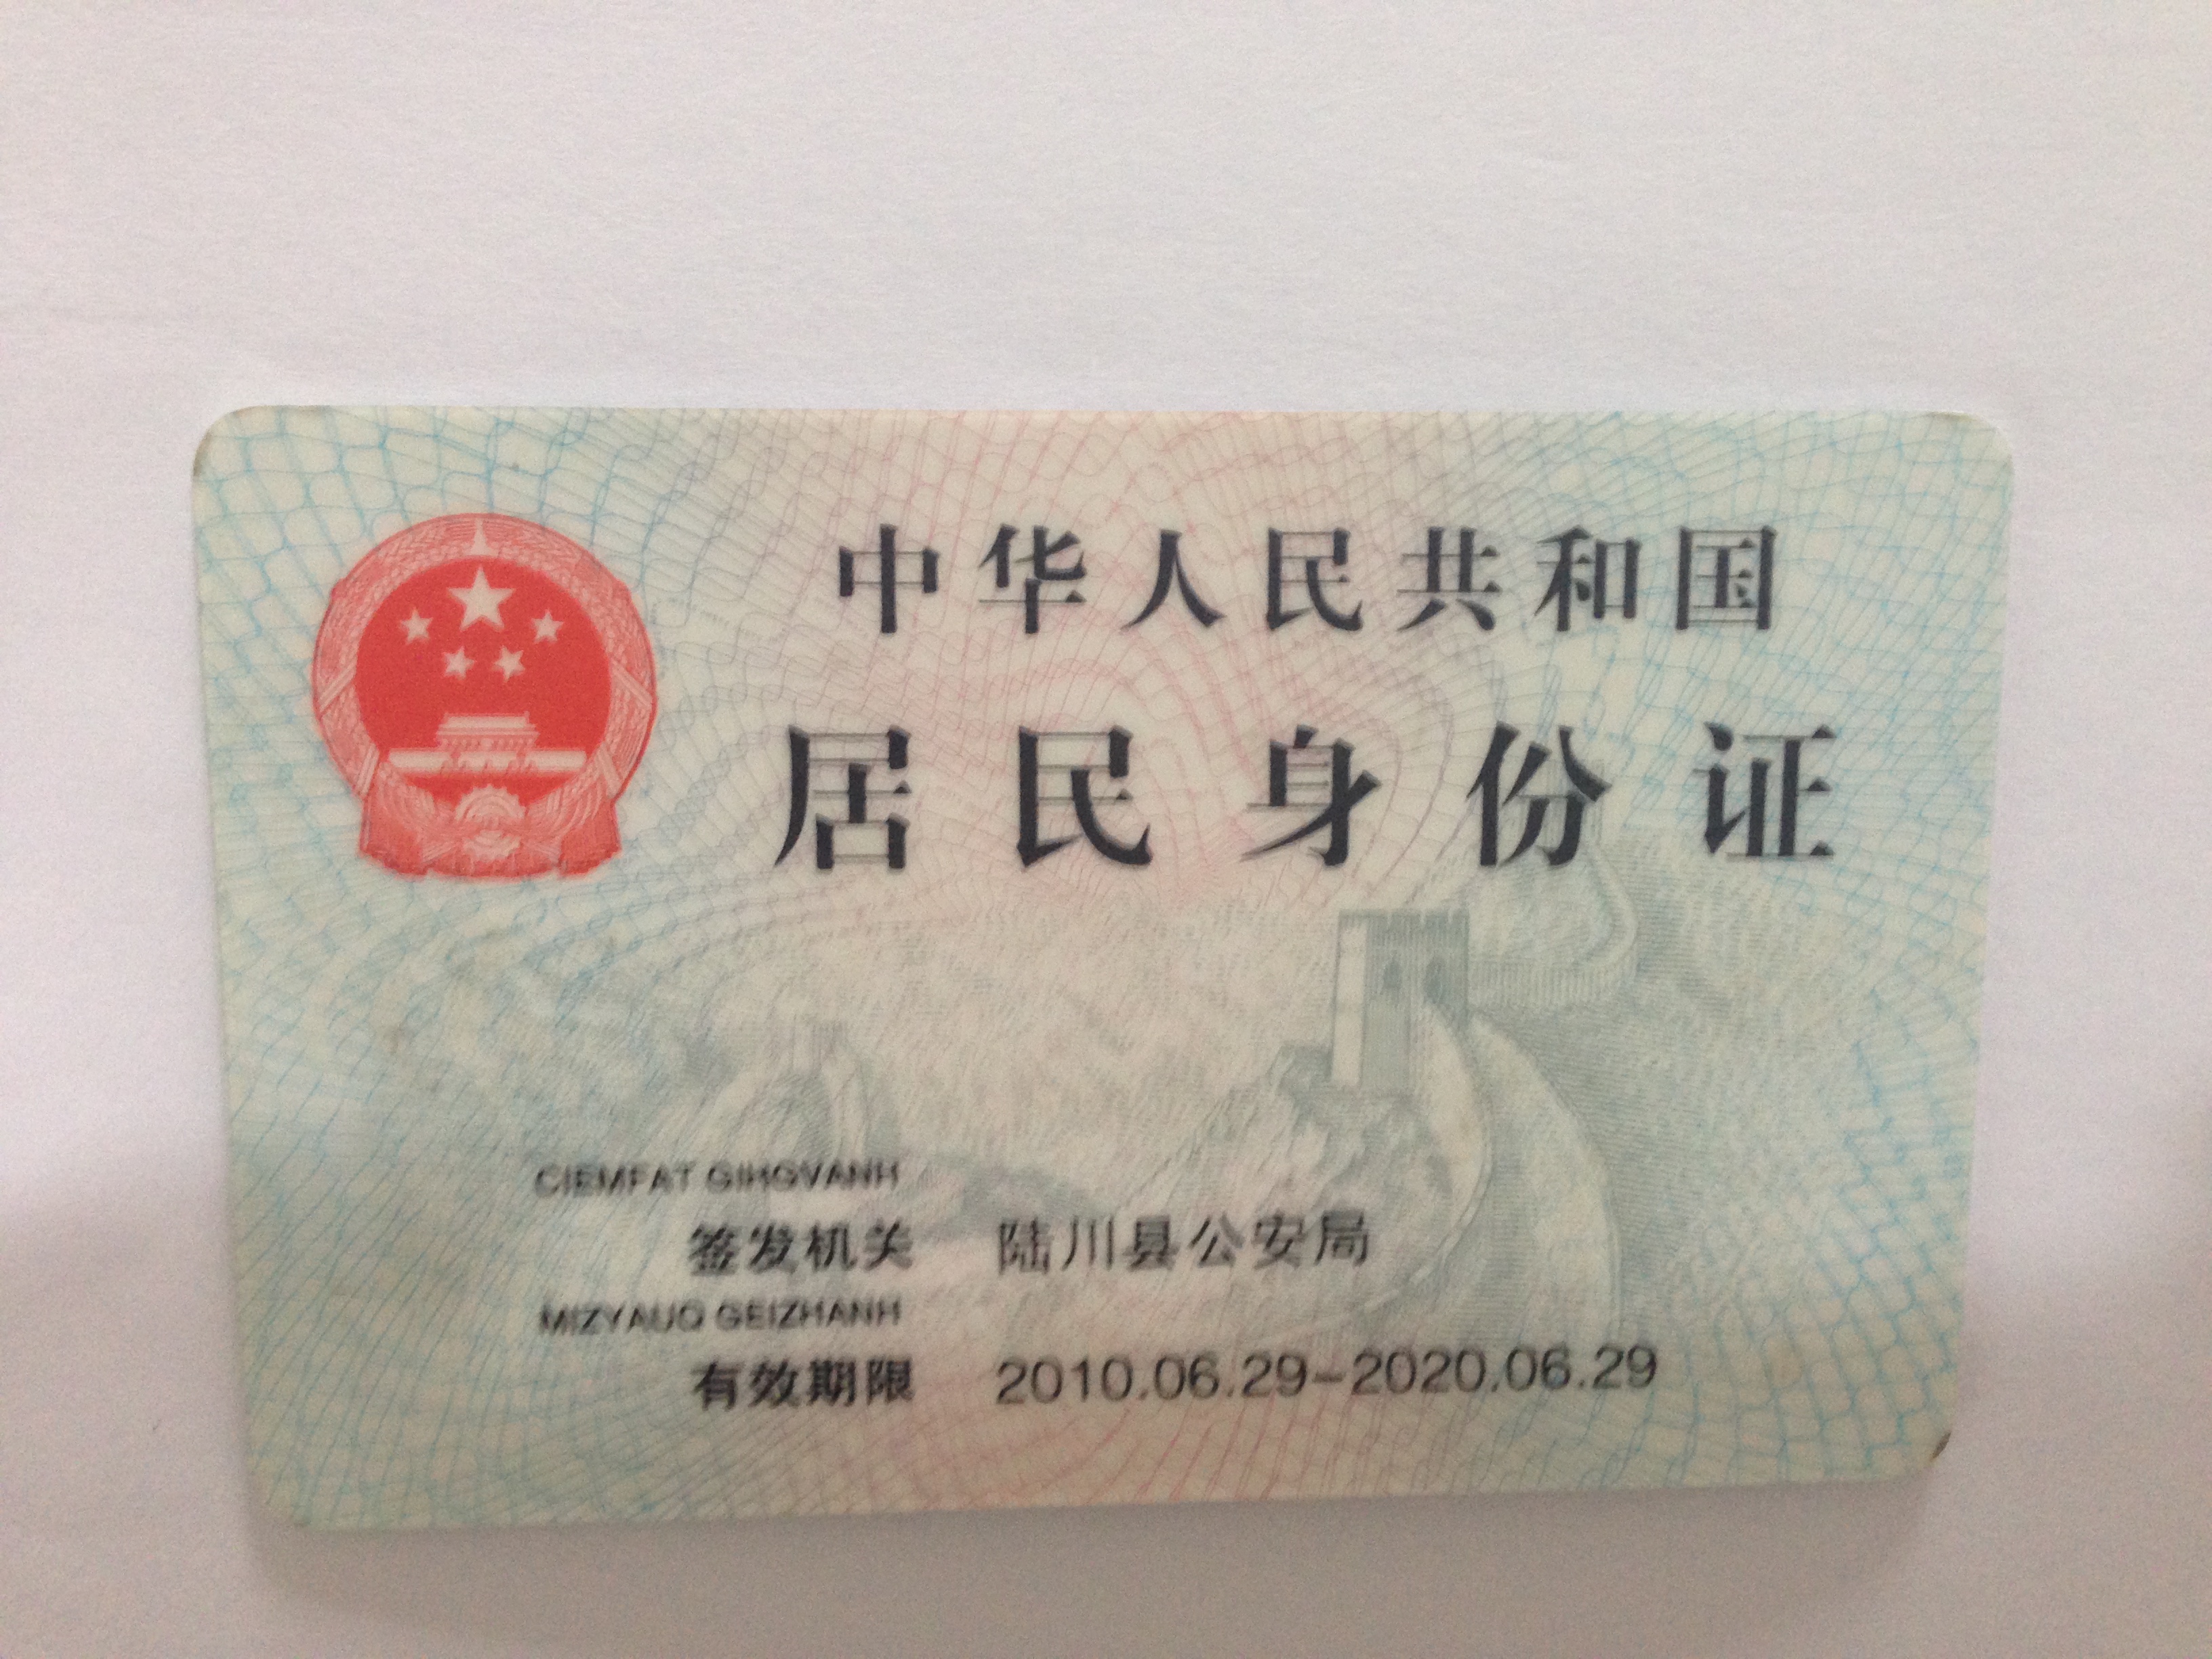 中华人民共和国
居民身份证
CIEMFAT GIHGVANH
签发机关 陆川县公安局
MIZYAUQ GEIZHANH
有效期限 2010.06.29-2020.06.29